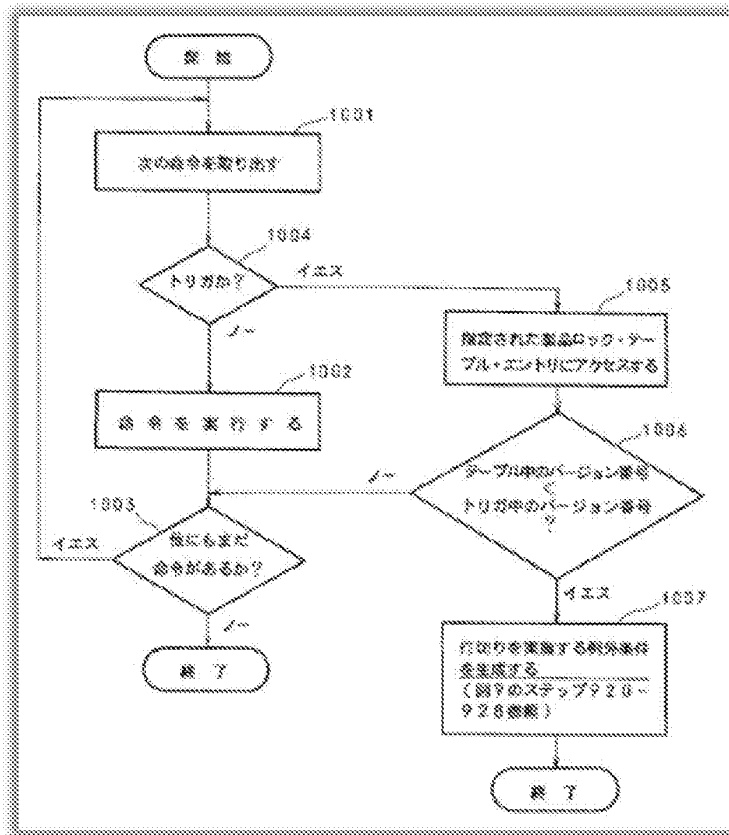 開始
1001
次の命令を取り出す
1004
トリガか?
イエス
ノー
1005
指定された製品ロック・テー
ブル・エントリにアクセスする
1002
命令を実行する
1006
テーブル中のバージョン番号
<
トリガ中のバージョン番号
?
ノー
1003
他にもまだ
命令があるか?
イエス
ノー
終了
イエス
1007
を実施する例外条件
を生成する
(図9のステップ920-
928参照)
終了